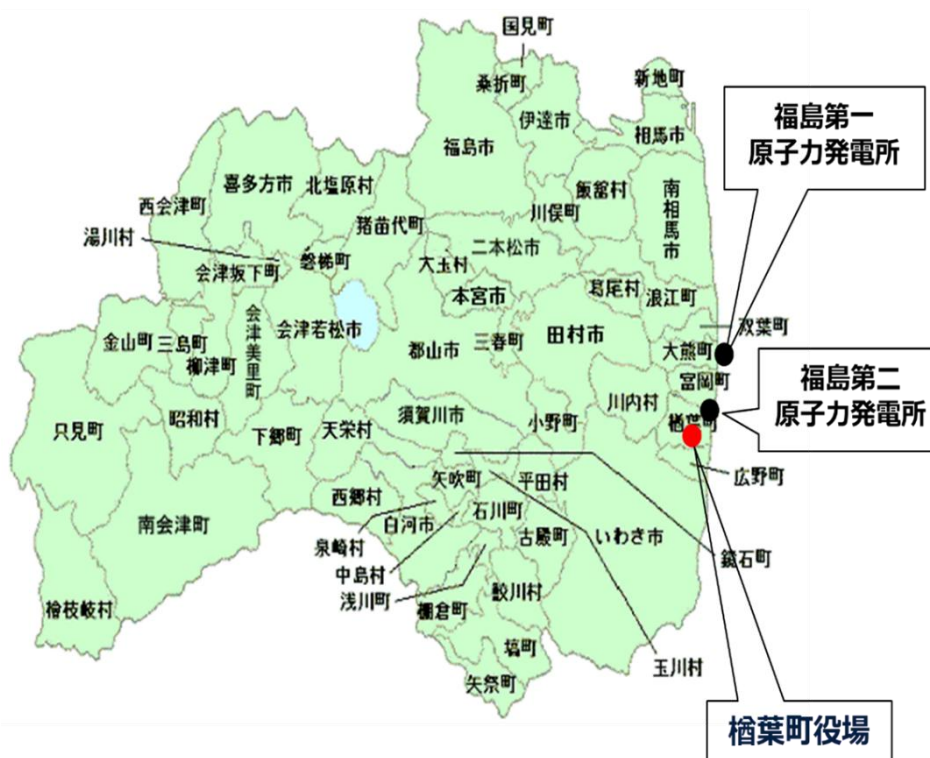 国見町
桑折町
新地町
伊達市
相馬市
福島第一
原子力発電所
福島市
喜多方市
北塩原村
飯舘村
南相馬市
西会津町
猪苗代町
川俣町
湯川村
二本松市
磐梯町
大玉村
会津坂下町
本宮市
葛尾村
浪江町
会津美里町
会津若松市
双葉町
金山町
三島町
田村市
郡山市
三春町
大熊町
柳津町
富岡町
福島第二
原子力発電所
川内村
昭和村
須賀川市
小野町
楢葉町
只見町
下郷町
天栄村
広野町
矢吹町
平田村
西郷村
石川町
南会津町
白河市
古殿町
いわき市
泉崎村
鏡石町
中島村
浅川町
鮫川村
檜枝岐村
棚倉町
塙町
玉川村
矢祭町
楢葉町役場